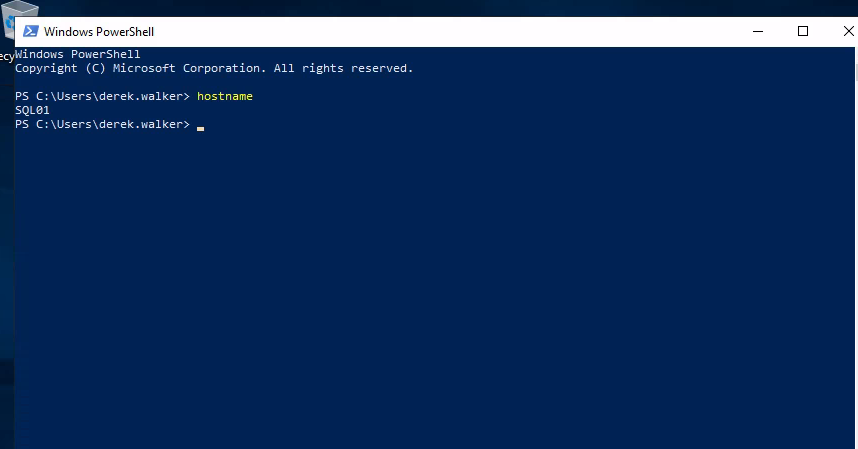 Windows PowerShell
ecy
Windows PowerShell
Copyright (C) Microsoft Corporation. All rights reserved.
PS C:\Users\derek.walker> hostname
SQL01
PS C:\Users\derek.walker>